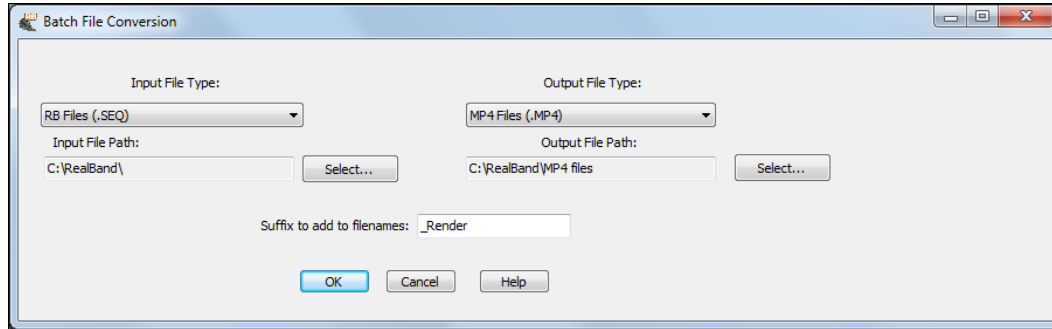 Batch File Conversion
Input File Type: Output File Type:
RB Files (.SEQ) MP4 Files (.MP4)
Input File Path: Output File Path:
C:\RealBand\ Select... C:\RealBand\MP4 files Select...
Suffix to add to filenames: _Render
OK Cancel Help